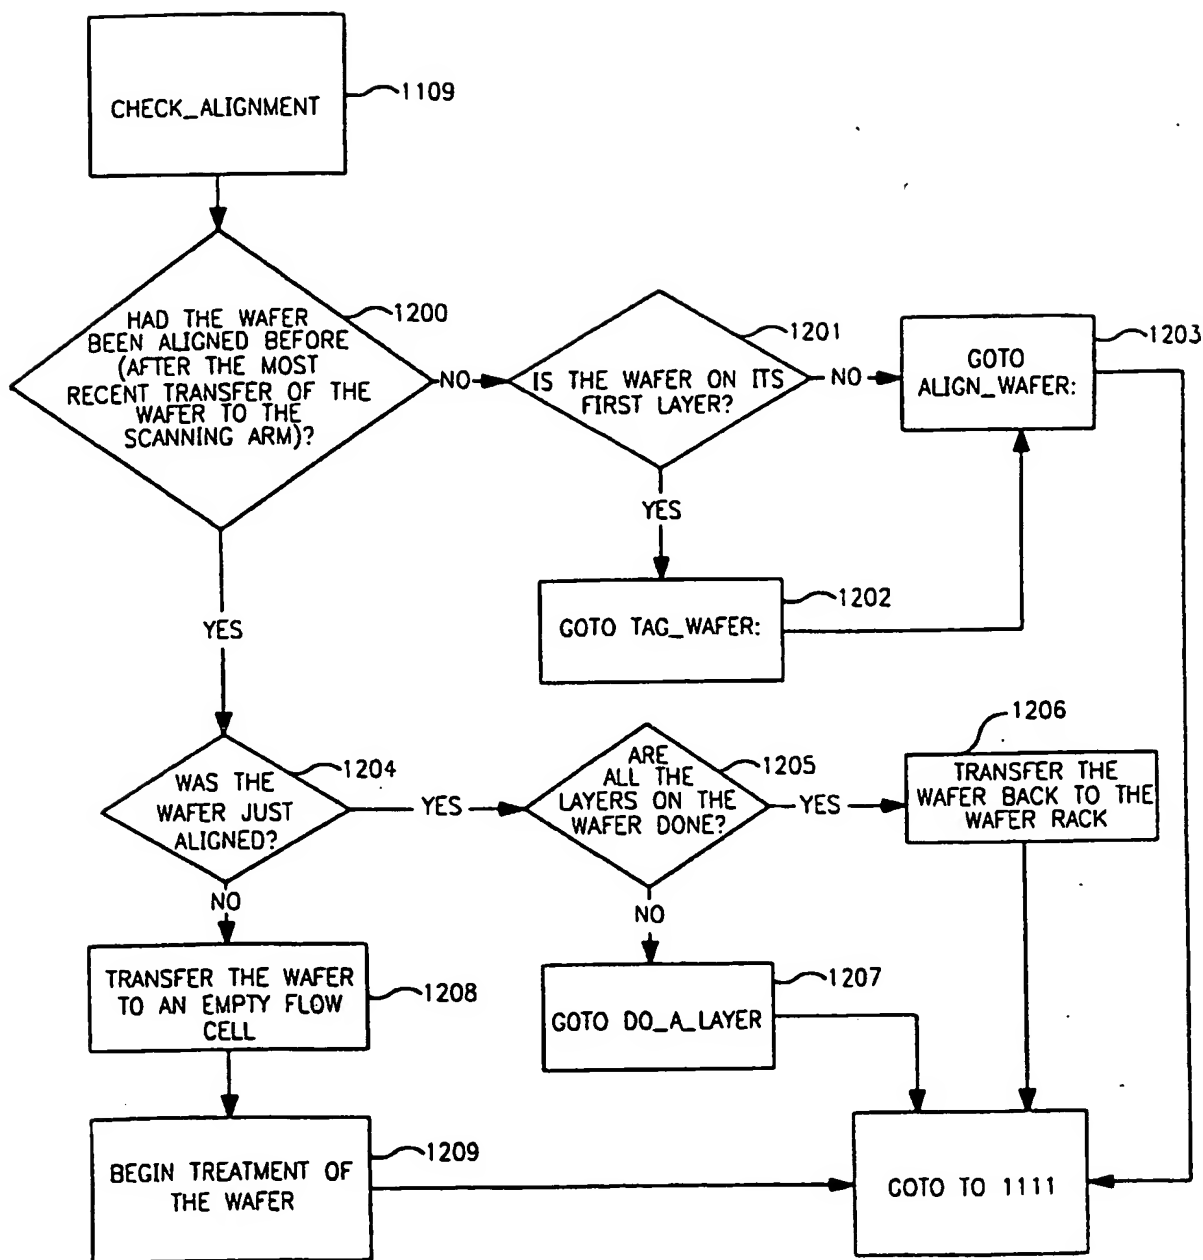 CHECK_ALIGNMENT
1109
HAD THE WAFER
BEEN ALIGNED BEFORE
(AFTER THE MOST
RECENT TRANSFER OF THE
WAFER TO THE
SCANNING ARM)?
1200
NO
IS THE WAFER ON ITS
FIRST LAYER?
1201
NO
GOTO
ALIGN_WAFER:
1203
YES
GOTO TAG_WAFER:
1202
YES
WAS THE
WAFER JUST
ALIGNED?
1204
YES
ARE
ALL THE
LAYERS ON THE
WAFER DONE?
1205
YES
TRANSFER THE
WAFER BACK TO THE
WAFER RACK
1206
NO
TRANSFER THE WAFER
TO AN EMPTY FLOW
CELL
1208
NO
GOTO DO_A_LAYER
1207
BEGIN TREATMENT OF
THE WAFER
1209
GOTO TO 1111